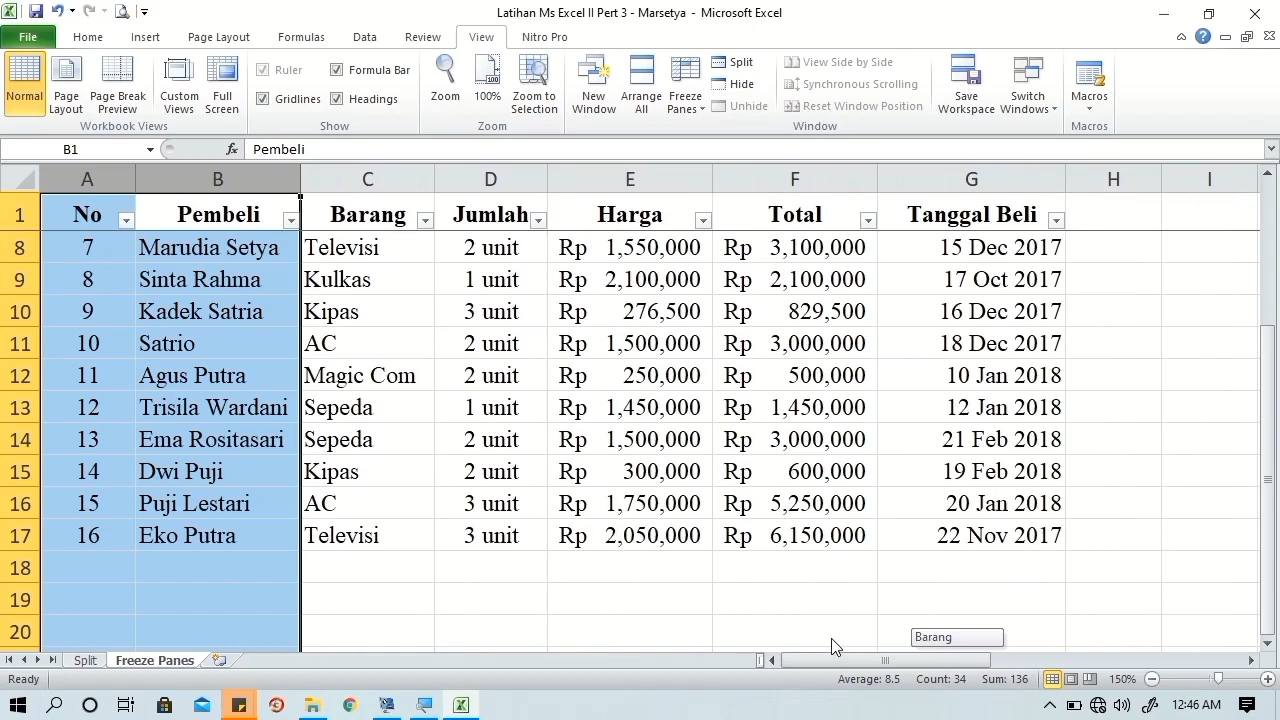 Latihan Ms Excel II Pert 3 - Marsetya - Microsoft Excel
File Home Insert Page Layout Formulas Data Review View Nitro Pro
Normal Page Layout Page Break Preview Custom Views Full Screen
Workbook Views
Ruler Formula Bar
Gridlines Headings
Show
Zoom 100% Zoom to Selection
Zoom
New Window Arrange All Freeze Panes
Split View Side by Side
Hide Synchronous Scrolling
Unhide Reset Window Position
Save Workspace Switch Windows
Window
Macros
Macros
B1 fx Pembeli
A B C D E F G H I
1 No Pembeli Barang Jumlah Harga Total Tanggal Beli
8 7 Marudia Setya Televisi 2 unit Rp 1,550,000 Rp 3,100,000 15 Dec 2017
9 8 Sinta Rahma Kulkas 1 unit Rp 2,100,000 Rp 2,100,000 17 Oct 2017
10 9 Kadek Satria Kipas 3 unit Rp 276,500 Rp 829,500 16 Dec 2017
11 10 Satrio AC 2 unit Rp 1,500,000 Rp 3,000,000 18 Dec 2017
12 11 Agus Putra Magic Com 2 unit Rp 250,000 Rp 500,000 10 Jan 2018
13 12 Trisila Wardani Sepeda 1 unit Rp 1,450,000 Rp 1,450,000 12 Jan 2018
14 13 Ema Rositasari Sepeda 2 unit Rp 1,500,000 Rp 3,000,000 21 Feb 2018
15 14 Dwi Puji Kipas 2 unit Rp 300,000 Rp 600,000 19 Feb 2018
16 15 Puji Lestari AC 3 unit Rp 1,750,000 Rp 5,250,000 20 Jan 2018
17 16 Eko Putra Televisi 3 unit Rp 2,050,000 Rp 6,150,000 22 Nov 2017
18
19
20
Barang
Split Freeze Panes
Ready Average: 8.5 Count: 34 Sum: 136 150%
12:46 AM